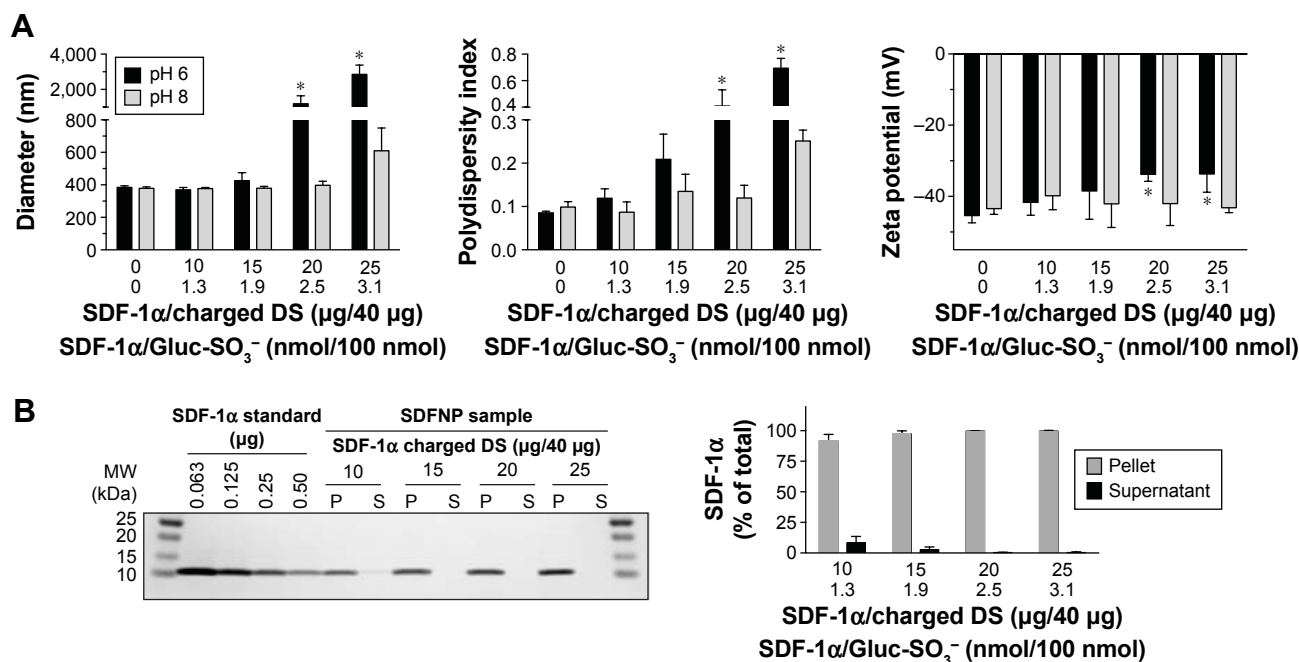 A
Diameter (nm)
4,000
2,000
800
600
400
200
0
pH 6
pH 8
*
*
0 10 15 20 25
0 1.3 1.9 2.5 3.1
SDF-1α/charged DS (µg/40 µg)
SDF-1α/Gluc-SO₃⁻ (nmol/100 nmol)
Polydispersity index
0.8
0.6
0.4
0.3
0.2
0.1
0.0
*
*
0 10 15 20 25
0 1.3 1.9 2.5 3.1
SDF-1α/charged DS (µg/40 µg)
SDF-1α/Gluc-SO₃⁻ (nmol/100 nmol)
Zeta potential (mV)
0
−20
−40
*
*
0 10 15 20 25
0 1.3 1.9 2.5 3.1
SDF-1α/charged DS (µg/40 µg)
SDF-1α/Gluc-SO₃⁻ (nmol/100 nmol)
B
SDF-1α standard
(µg)
SDFNP sample
SDF-1α charged DS (µg/40 µg)
MW
(kDa)
0.063 0.125 0.25 0.50
10 15 20 25
P S P S P S P S
25
20
15
10
SDF-1α
(% of total)
100
75
50
25
0
Pellet
Supernatant
10 15 20 25
1.3 1.9 2.5 3.1
SDF-1α/charged DS (µg/40 µg)
SDF-1α/Gluc-SO₃⁻ (nmol/100 nmol)